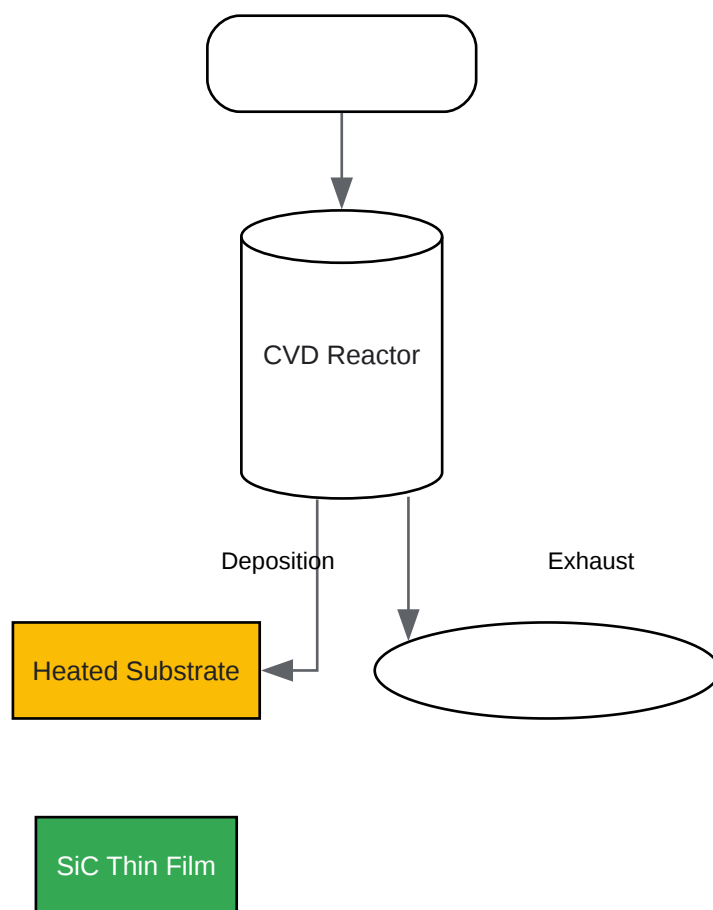 CVD Reactor
Deposition
Exhaust
Heated Substrate
SiC Thin Film